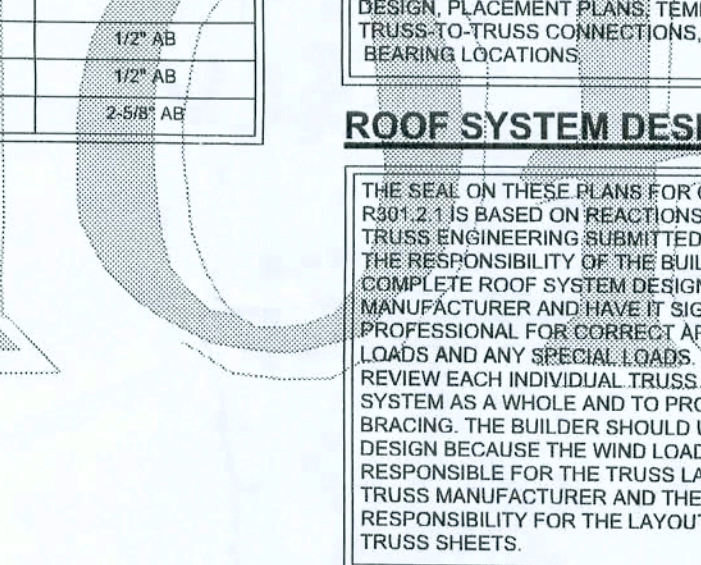 1/2" AB
1/2" AB
2-5/8" AB
DESIGN, PLACEMENT PLANS, TEM
TRUSS-TO-TRUSS CONNECTIONS,
BEARING LOCATIONS,
ROOF SYSTEM DESI
THE SEAL ON THESE PLANS FOR
R301.2.1 IS BASED ON REACTIONS
TRUSS ENGINEERING SUBMITTED
THE RESPONSIBILITY OF THE BUIL
COMPLETE ROOF SYSTEM DESIGN
MANUFACTURER AND HAVE IT SIG
PROFESSIONAL FOR CORRECT AP
LOADS AND ANY SPECIAL LOADS.
REVIEW EACH INDIVIDUAL TRUSS
SYSTEM AS A WHOLE AND TO PRO
BRACING. THE BUILDER SHOULD U
DESIGN BECAUSE THE WIND LOAD
RESPONSIBLE FOR THE TRUSS LA
TRUSS MANUFACTURER AND THE
RESPONSIBILITY FOR THE LAYOUT
TRUSS SHEETS.